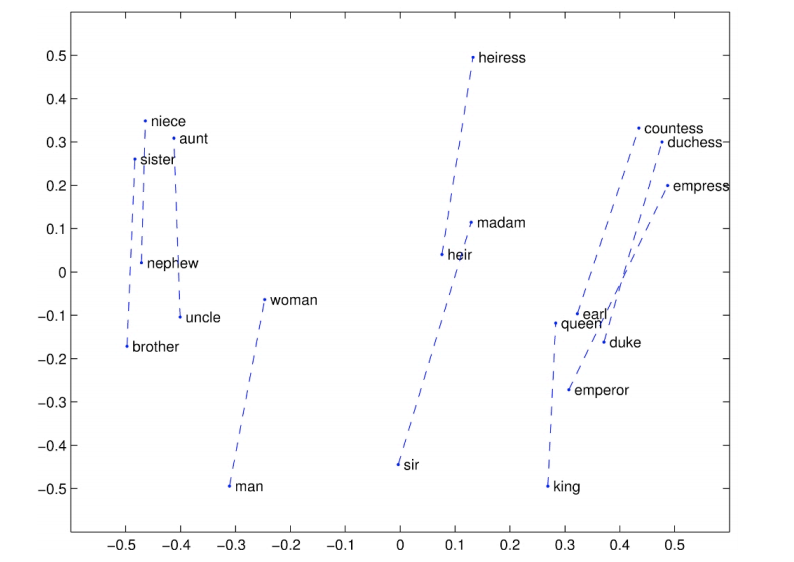 heiress
0.5
0.4
niece
countess
aunt
duchess
0.3
sister
empress
0.2
madam
0.1
heir
nephew
0
woman
earl
−0.1
uncle
queen
duke
brother
−0.2
emperor
−0.3
−0.4
sir
man
king
−0.5
−0.5 −0.4 −0.3 −0.2 −0.1 0 0.1 0.2 0.3 0.4 0.5